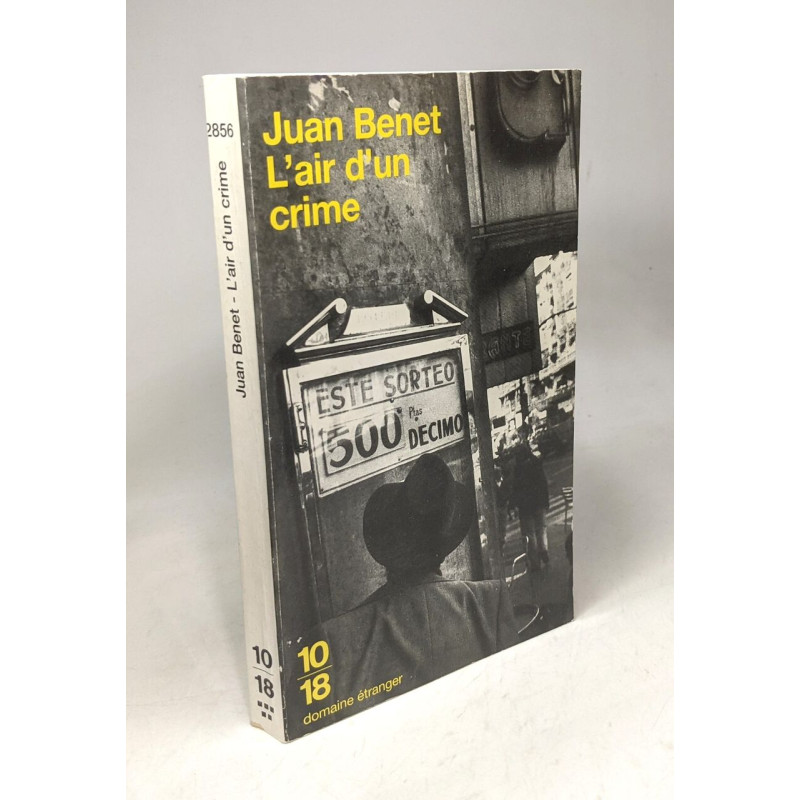 2856
Juan Benet - L'air d'un crime
10
18
Juan Benet
L'air d'un
crime
ESTE SORTEO
500 Ptas DECIMO
10
18
domaine étranger